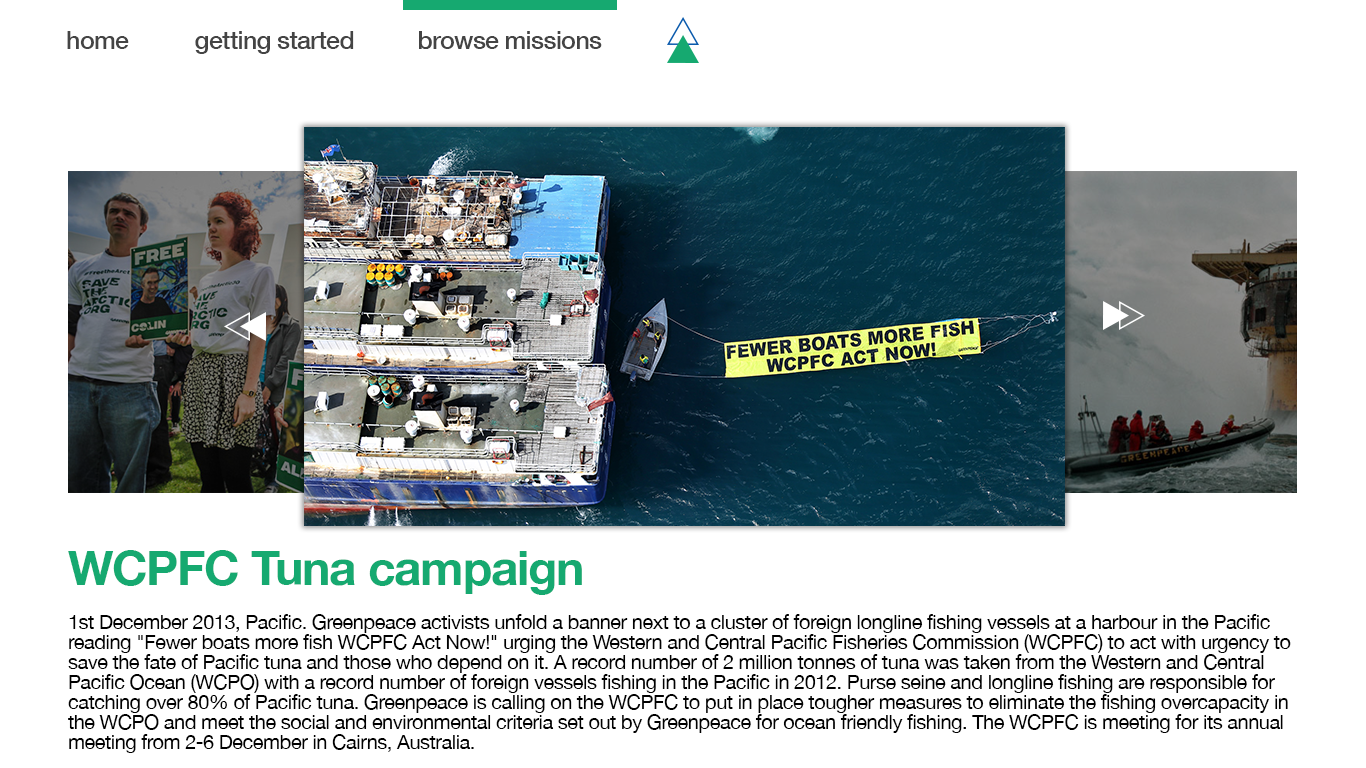 home getting started browse missions
#FreetheArctic30
SAVE
THE
ARCTIC
.ORG
FREE
COLIN
SAVE
THE
ARCTIC
.ORG
FEWER BOATS MORE FISH
WCPFC ACT NOW!
GREENPEACE
GREENPEACE
WCPFC Tuna campaign
1st December 2013, Pacific. Greenpeace activists unfold a banner next to a cluster of foreign longline fishing vessels at a harbour in the Pacific
reading "Fewer boats more fish WCPFC Act Now!" urging the Western and Central Pacific Fisheries Commission (WCPFC) to act with urgency to
save the fate of Pacific tuna and those who depend on it. A record number of 2 million tonnes of tuna was taken from the Western and Central
Pacific Ocean (WCPO) with a record number of foreign vessels fishing in the Pacific in 2012. Purse seine and longline fishing are responsible for
catching over 80% of Pacific tuna. Greenpeace is calling on the WCPFC to put in place tougher measures to eliminate the fishing overcapacity in
the WCPO and meet the social and environmental criteria set out by Greenpeace for ocean friendly fishing. The WCPFC is meeting for its annual
meeting from 2-6 December in Cairns, Australia.